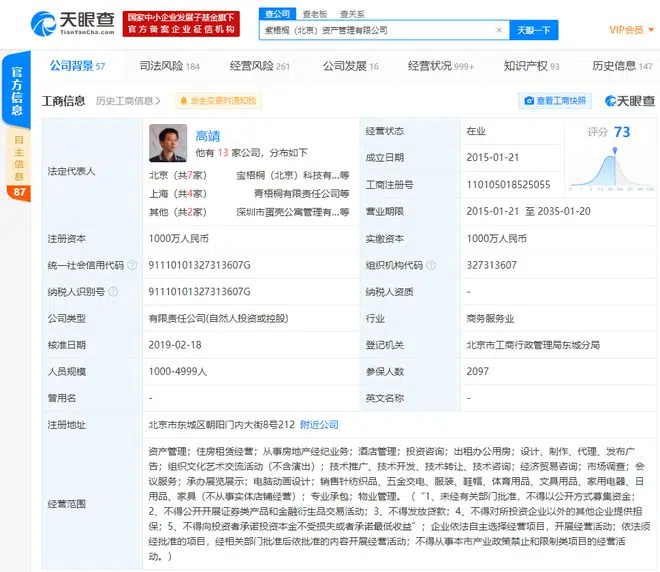 天眼查
TianYanCha.com
国家中小企业发展子基金旗下
官方备案企业征信机构
查公司 查老板 查关系
紫梧桐（北京）资产管理有限公司 × 天眼一下
VIP会员
公司背景 57 司法风险 184 经营风险 261 公司发展 16 经营状况 999+ 知识产权 93 历史信息 147
官方信息
自主信息
87
工商信息 历史工商信息 发生变更时通知我 查看工商快照 天眼查
法定代表人
高靖
他有 13 家公司，分布如下
北京（共7家） 宝梧桐（北京）科技有...等
上海（共4家） 青梧桐有限责任公司等
其他（共2家） 深圳市蛋壳公寓管理有...等
经营状态 在业
成立日期 2015-01-21
工商注册号 110105018525055
营业期限 2015-01-21 至 2035-01-20
评分 73
注册资本 1000万人民币 实缴资本 1000万人民币
统一社会信用代码 91110101327313607G 组织机构代码 327313607
纳税人识别号 91110101327313607G 纳税人资质 -
公司类型 有限责任公司(自然人投资或控股) 行业 商务服务业
核准日期 2019-02-18 登记机关 北京市工商行政管理局东城分局
人员规模 1000-4999人 参保人数 2097
曾用名 - 英文名称 -
注册地址 北京市东城区朝阳门内大街8号212 附近公司
经营范围
资产管理；住房租赁经营；从事房地产经纪业务；酒店管理；投资咨询；出租办公用房；设计、制作、代理、发布广
告；组织文化艺术交流活动（不含演出）；技术推广、技术开发、技术转让、技术咨询；经济贸易咨询；市场调查；会
议服务；承办展览展示；电脑动画设计；销售针纺织品、五金交电、服装、鞋帽、体育用品、文具用品、家用电器、日
用品、家具（不从事实体店铺经营）；专业承包；物业管理。（“1、未经有关部门批准，不得以公开方式募集资金；
2、不得公开开展证券类产品和金融衍生品交易活动；3、不得发放贷款；4、不得对所投资企业以外的其他企业提供担
保；5、不得向投资者承诺投资本金不受损失或者承诺最低收益”；企业依法自主选择经营项目，开展经营活动；依法须
经批准的项目，经相关部门批准后依批准的内容开展经营活动；不得从事本市产业政策禁止和限制类项目的经营活
动。）